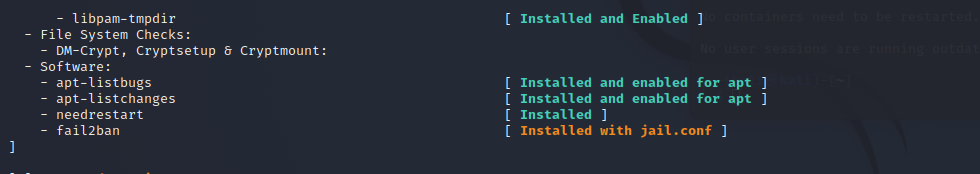 - libpam-tmpdir [ Installed and Enabled ]
No containers need to be restarted.
- File System Checks:
- DM-Crypt, Cryptsetup & Cryptmount:
No user sessions are running outdat
- Software:
- apt-listbugs [ Installed and enabled for apt ]
- apt-listchanges [ Installed and enabled for apt ]
- needrestart [ Installed ]
- fail2ban [ Installed with jail.conf ]
]